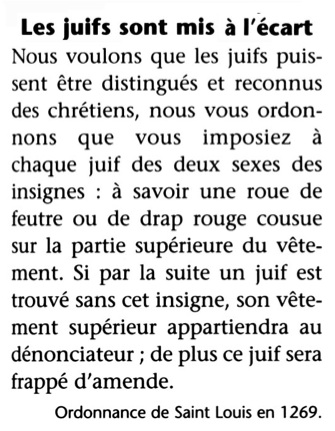 Les juifs sont mis à l'écart
Nous voulons que les juifs puis-
sent être distingués et reconnus
des chrétiens, nous vous ordon-
nons que vous imposiez à
chaque juif des deux sexes des
insignes : à savoir une roue de
feutre ou de drap rouge cousue
sur la partie supérieure du vête-
ment. Si par la suite un juif est
trouvé sans cet insigne, son vête-
ment supérieur appartiendra au
dénonciateur ; de plus ce juif sera
frappé d'amende.
Ordonnance de Saint Louis en 1269.